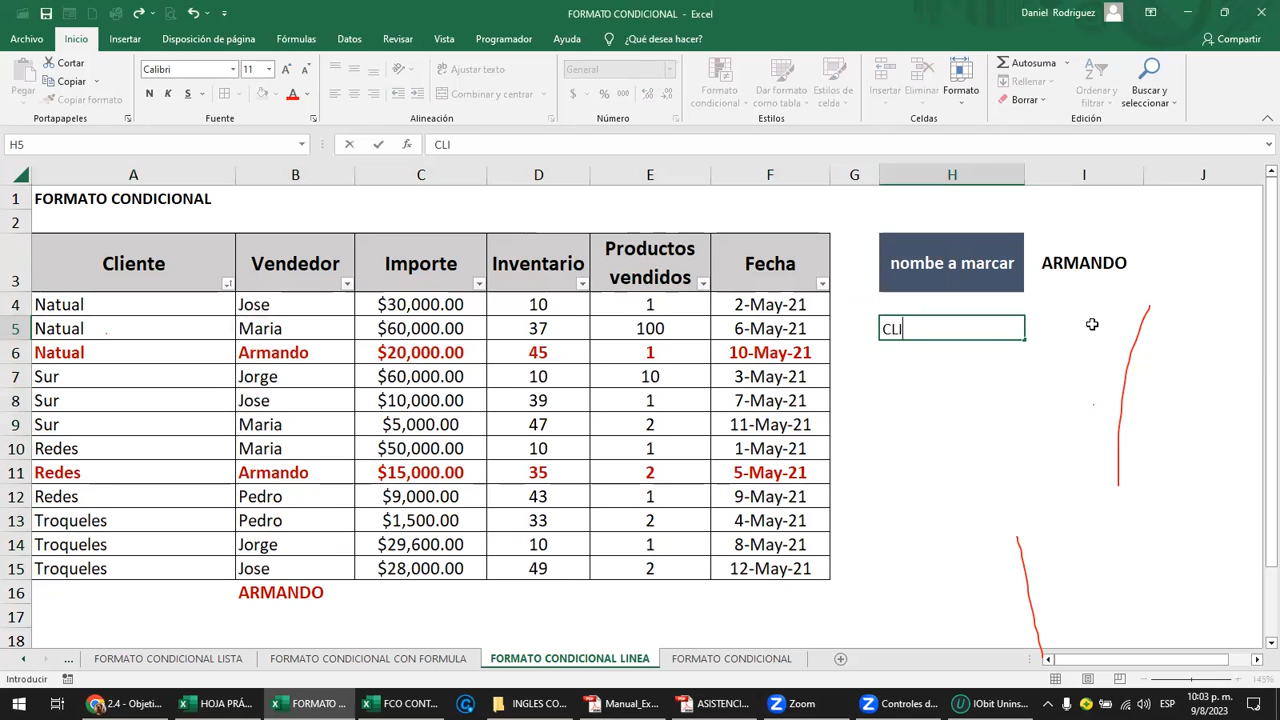 FORMATO CONDICIONAL - Excel
Daniel Rodriguez
Archivo Inicio Insertar Disposición de página Fórmulas Datos Revisar Vista Programador Ayuda ¿Qué desea hacer? Compartir
Pegar
Cortar
Copiar
Copiar formato
Portapapeles
Calibri 11
N K S A
Fuente
Ajustar texto
Combinar y centrar
Alineación
General
$ % 000
Número
Formato condicional
Dar formato como tabla
Estilos de celda
Estilos
Insertar Eliminar Formato
Celdas
Autosuma
Rellenar
Borrar
Ordenar y filtrar
Buscar y seleccionar
Edición
H5 fx CLI
A B C D E F G H I J
1 FORMATO CONDICIONAL
2
3 Cliente Vendedor Importe Inventario Productos vendidos Fecha nombe a marcar ARMANDO
4 Natual Jose $30,000.00 10 1 2-May-21
5 Natual Maria $60,000.00 37 100 6-May-21 CLI
6 Natual Armando $20,000.00 45 1 10-May-21
7 Sur Jorge $60,000.00 10 10 3-May-21
8 Sur Jose $10,000.00 39 1 7-May-21
9 Sur Maria $5,000.00 47 2 11-May-21
10 Redes Maria $50,000.00 10 1 1-May-21
11 Redes Armando $15,000.00 35 2 5-May-21
12 Redes Pedro $9,000.00 43 1 9-May-21
13 Troqueles Pedro $1,500.00 33 2 4-May-21
14 Troqueles Jorge $29,600.00 10 1 8-May-21
15 Troqueles Jose $28,000.00 49 2 12-May-21
16 ARMANDO
17
18
... FORMATO CONDICIONAL LISTA FORMATO CONDICIONAL CON FORMULA FORMATO CONDICIONAL LINEA FORMATO CONDICIONAL
Introducir 145%
2.4 - Objeti... HOJA PRÁ... FORMATO ... FCO CONT... INGLES CO... Manual_Ex... ASISTENCI... Zoom Controles d... IObit Unins... ESP
10:03 p. m.
9/8/2023